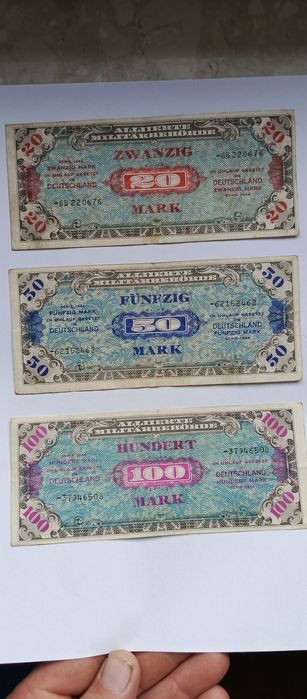 ALLIIERTE
MILITÄRBEHÖRDE
20 ZWANZIG 20
SERIE 1944
ZWANZIG MARK
IN UMLAUF GESETZT
IN
DEUTSCHLAND
-65220676
20
MARK
-65220676
IN UMLAUF GESETZT
IN
DEUTSCHLAND
ZWANZIG MARK
SERIE 1944
20 20
ALLIIERTE
MILITÄRBEHÖRDE
50 FÜNFZIG 50
SERIE 1944
FÜNFZIG MARK
IN UMLAUF GESETZT
IN
DEUTSCHLAND
-62152462
50
MARK
-62152462
IN UMLAUF GESETZT
IN
DEUTSCHLAND
FÜNFZIG MARK
SERIE 1944
50 50
ALLIIERTE
MILITÄRBEHÖRDE
100 HUNDERT 100
SERIE 1944
HUNDERT MARK
IN UMLAUF GESETZT
IN
DEUTSCHLAND
-37946508
100
MARK
-37946508
IN UMLAUF GESETZT
IN
DEUTSCHLAND
HUNDERT MARK
SERIE 1944
100 100